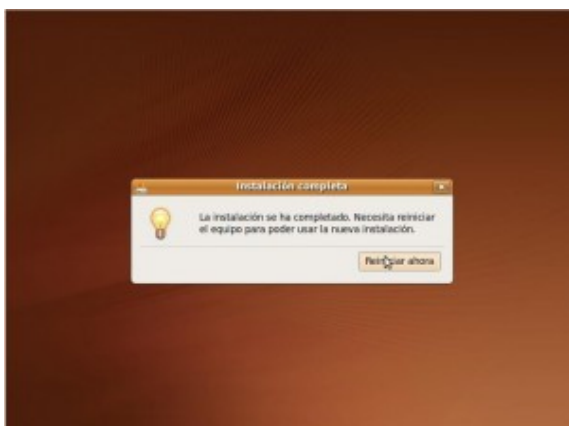 Instalación completa
La instalación se ha completado. Necesita reiniciar
el equipo para poder usar la nueva instalación.
Reiniciar ahora